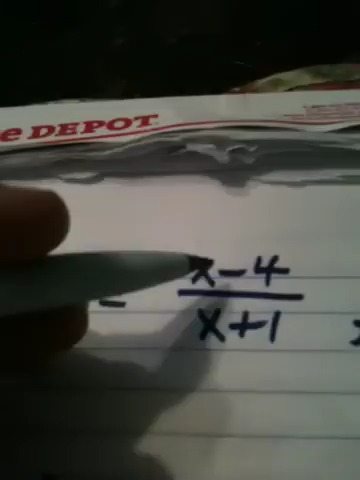 e DEPOT
= x-4
x+1